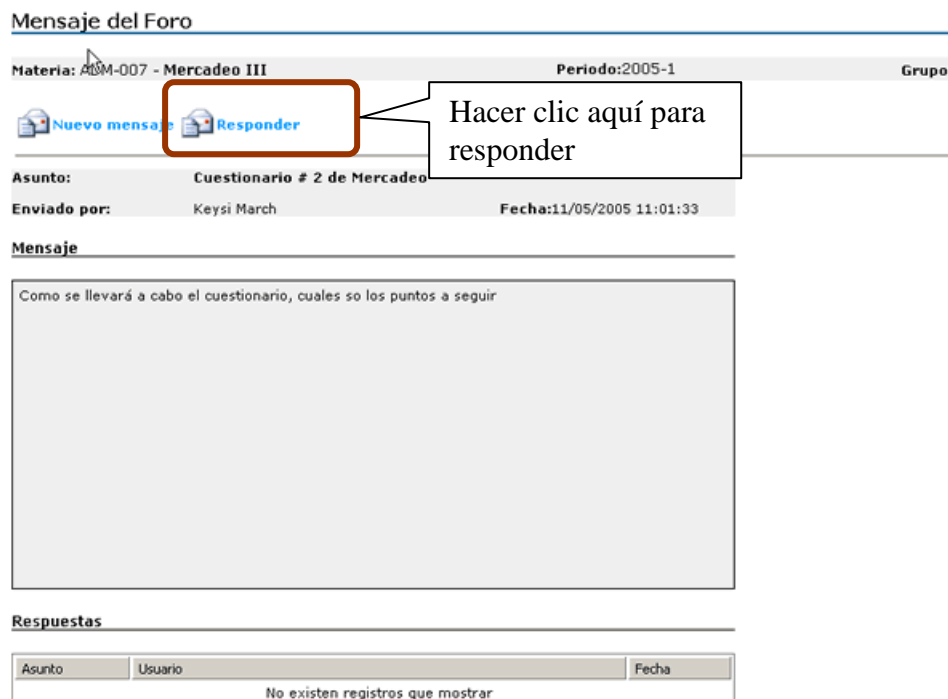 Mensaje del Foro
Materia: ADM-007 - Mercadeo III Periodo:2005-1 Grupo
Nuevo mensaje Responder
Hacer clic aquí para
responder
Asunto: Cuestionario # 2 de Mercadeo
Enviado por: Keysi March Fecha:11/05/2005 11:01:33
Mensaje
Como se llevará a cabo el cuestionario, cuales so los puntos a seguir
Respuestas
Asunto Usuario Fecha
No existen registros que mostrar